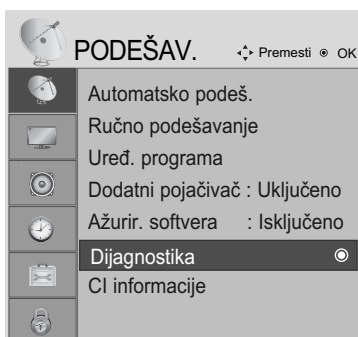 PODEŠAV. Premesti OK
Automatsko podeš.
Ručno podešavanje
Uređ. programa
Dodatni pojačivač : Uključeno
Ažurir. softvera : Isključeno
Dijagnostika
CI informacije